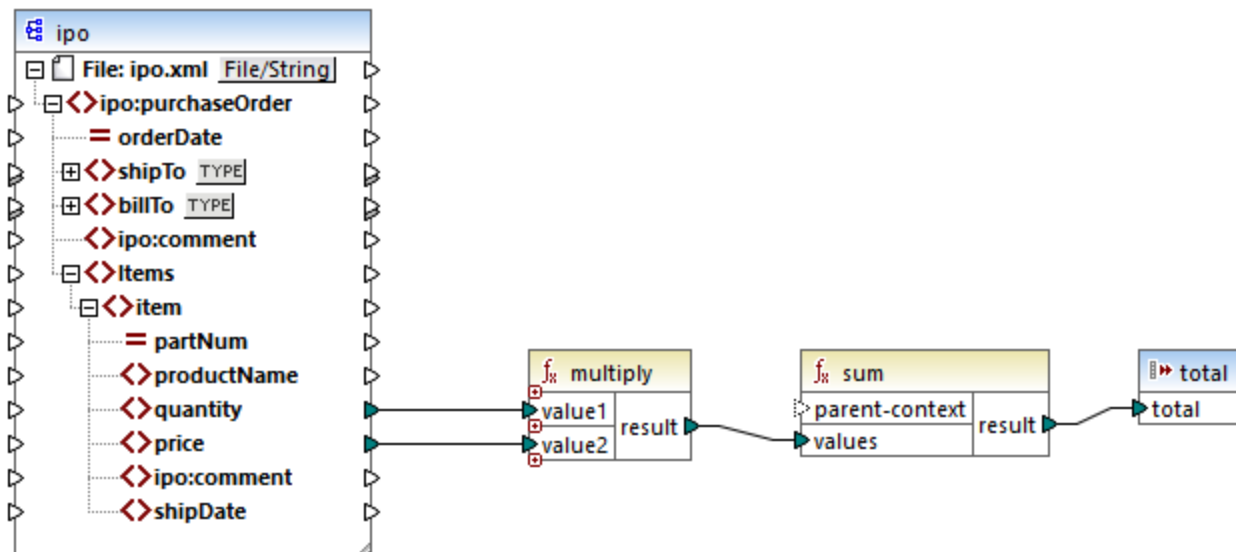 ipo
File: ipo.xml File/String
ipo:purchaseOrder
orderDate
shipTo TYPE
billTo TYPE
ipo:comment
Items
item
partNum
productName
quantity
price
ipo:comment
shipDate
multiply
value1
value2
result
sum
parent-context
values
result
total
total